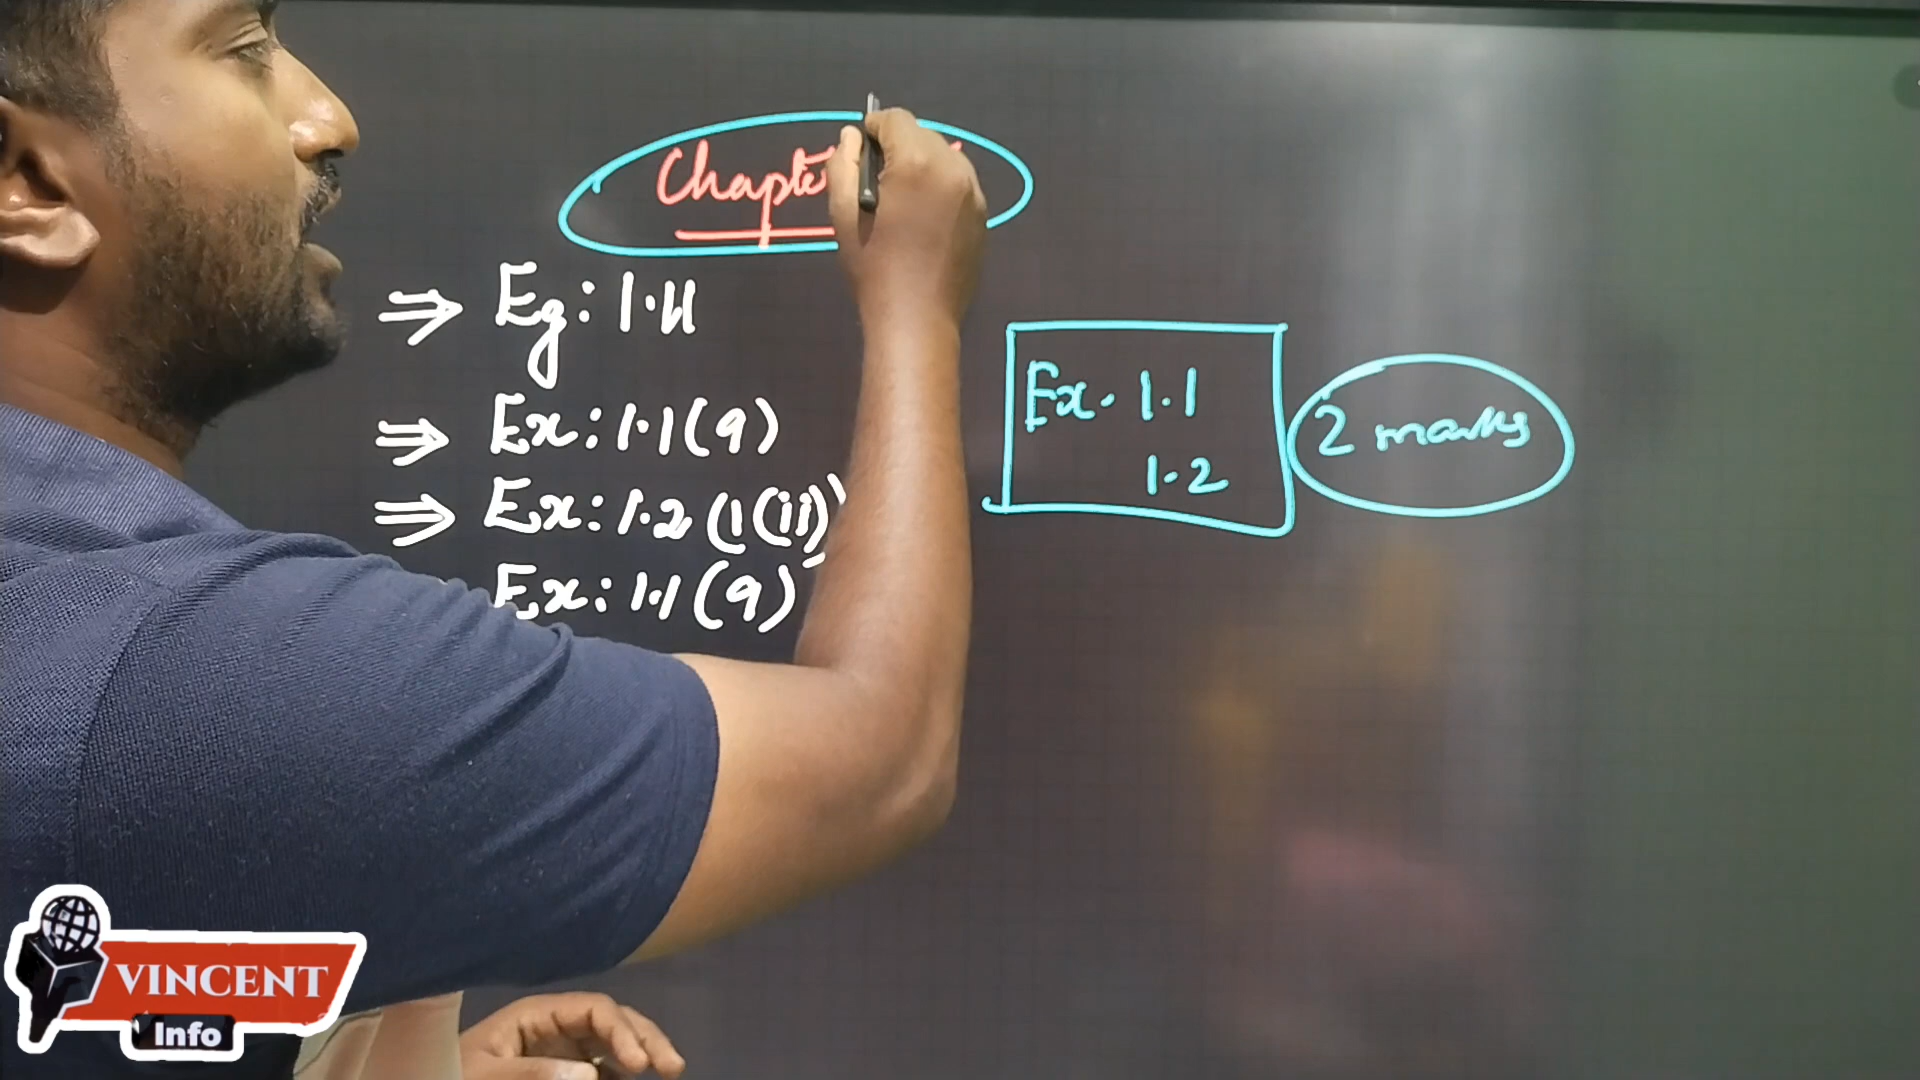 Chapter
⇒ Eg: 1.11
⇒ Ex: 1.1(9)
⇒ Ex: 1.2 (1(ii))
Ex: 1.1 (9)
Ex. 1.1
1.2
2 marks
VINCENT
Info